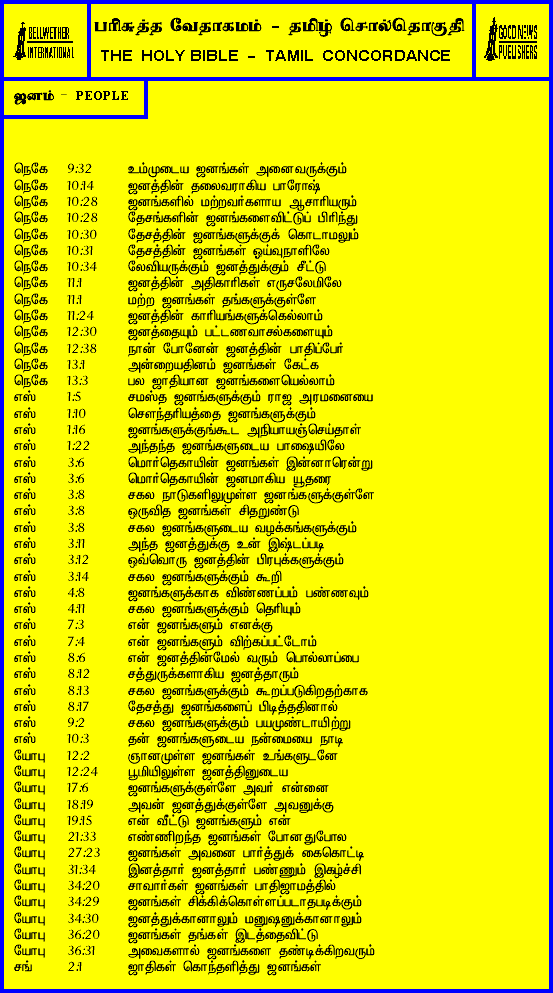 BELLWETHER
INTERNATIONAL
பரிசுத்த வேதாகமம் - தமிழ் சொல்தொகுதி
THE HOLY BIBLE - TAMIL CONCORDANCE
GOOD NEWS
PUBLISHERS
ஜனம் - PEOPLE
நெகே 9:32 உம்முடைய ஜனங்கள் அனைவருக்கும்
நெகே 10:14 ஜனத்தின் தலைவராகிய பாரோஷ்
நெகே 10:28 ஜனங்களில் மற்றவர்களாய ஆசாரியரும்
நெகே 10:28 தேசங்களின் ஜனங்களைவிட்டுப் பிரிந்து
நெகே 10:30 தேசத்தின் ஜனங்களுக்குக் கொடாமலும்
நெகே 10:31 தேசத்தின் ஜனங்கள் ஓய்வுநாளிலே
நெகே 10:34 லேவியருக்கும் ஜனத்துக்கும் சீட்டு
நெகே 11:1 ஜனத்தின் அதிகாரிகள் எருசலேமிலே
நெகே 11:1 மற்ற ஜனங்கள் தங்களுக்குள்ளே
நெகே 11:24 ஜனத்தின் காரியங்களுக்கெல்லாம்
நெகே 12:30 ஜனத்தையும் பட்டணவாசல்களையும்
நெகே 12:38 நான் போனேன் ஜனத்தின் பாதிப்பேர்
நெகே 13:1 அன்றையதினம் ஜனங்கள் கேட்க
நெகே 13:3 பல ஜாதியான ஜனங்களையெல்லாம்
எஸ் 1:5 சமஸ்த ஜனங்களுக்கும் ராஜ அரமனையை
எஸ் 1:10 சௌந்தரியத்தை ஜனங்களுக்கும்
எஸ் 1:16 ஜனங்களுக்குங்கூட அநியாயஞ்செய்தாள்
எஸ் 1:22 அந்தந்த ஜனங்களுடைய பாஷையிலே
எஸ் 3:6 மொர்தெகாயின் ஜனங்கள் இன்னாரென்று
எஸ் 3:6 மொர்தெகாயின் ஜனமாகிய யூதரை
எஸ் 3:8 சகல நாடுகளிலுமுள்ள ஜனங்களுக்குள்ளே
எஸ் 3:8 ஒருவித ஜனங்கள் சிதறுண்டு
எஸ் 3:8 சகல ஜனங்களுடைய வழக்கங்களுக்கும்
எஸ் 3:11 அந்த ஜனத்துக்கு உன் இஷ்டப்படி
எஸ் 3:12 ஒவ்வொரு ஜனத்தின் பிரபுக்களுக்கும்
எஸ் 3:14 சகல ஜனங்களுக்கும் கூறி
எஸ் 4:8 ஜனங்களுக்காக விண்ணப்பம் பண்ணவும்
எஸ் 4:11 சகல ஜனங்களுக்கும் தெரியும்
எஸ் 7:3 என் ஜனங்களும் எனக்கு
எஸ் 7:4 என் ஜனங்களும் விற்கப்பட்டோம்
எஸ் 8:6 என் ஜனத்தின்மேல் வரும் பொல்லாப்பை
எஸ் 8:12 சத்துருக்களாகிய ஜனத்தாரும்
எஸ் 8:13 சகல ஜனங்களுக்கும் கூறப்படுகிறதற்காக
எஸ் 8:17 தேசத்து ஜனங்களைப் பிடித்ததினால்
எஸ் 9:2 சகல ஜனங்களுக்கும் பயமுண்டாயிற்று
எஸ் 10:3 தன் ஜனங்களுடைய நன்மையை நாடி
யோபு 12:2 ஞானமுள்ள ஜனங்கள் உங்களுடனே
யோபு 12:24 பூமியிலுள்ள ஜனத்தினுடைய
யோபு 17:6 ஜனங்களுக்குள்ளே அவர் என்னை
யோபு 18:19 அவன் ஜனத்துக்குள்ளே அவனுக்கு
யோபு 19:15 என் வீட்டு ஜனங்களும் என்
யோபு 21:33 எண்ணிறந்த ஜனங்கள் போனதுபோல
யோபு 27:23 ஜனங்கள் அவனை பார்த்துக் கைகொட்டி
யோபு 31:34 இனத்தார் ஜனத்தார் பண்ணும் இகழ்ச்சி
யோபு 34:20 சாவார்கள் ஜனங்கள் பாதிஜாமத்தில்
யோபு 34:29 ஜனங்கள் சிக்கிக்கொள்ளப்படாதபடிக்கும்
யோபு 34:30 ஜனத்துக்கானாலும் மனுஷனுக்கானாலும்
யோபு 36:20 ஜனங்கள் தங்கள் இடத்தைவிட்டு
யோபு 36:31 அவைகளால் ஜனங்களை தண்டிக்கிறவரும்
சங் 2:1 ஜாதிகள் கொந்தளித்து ஜனங்கள்